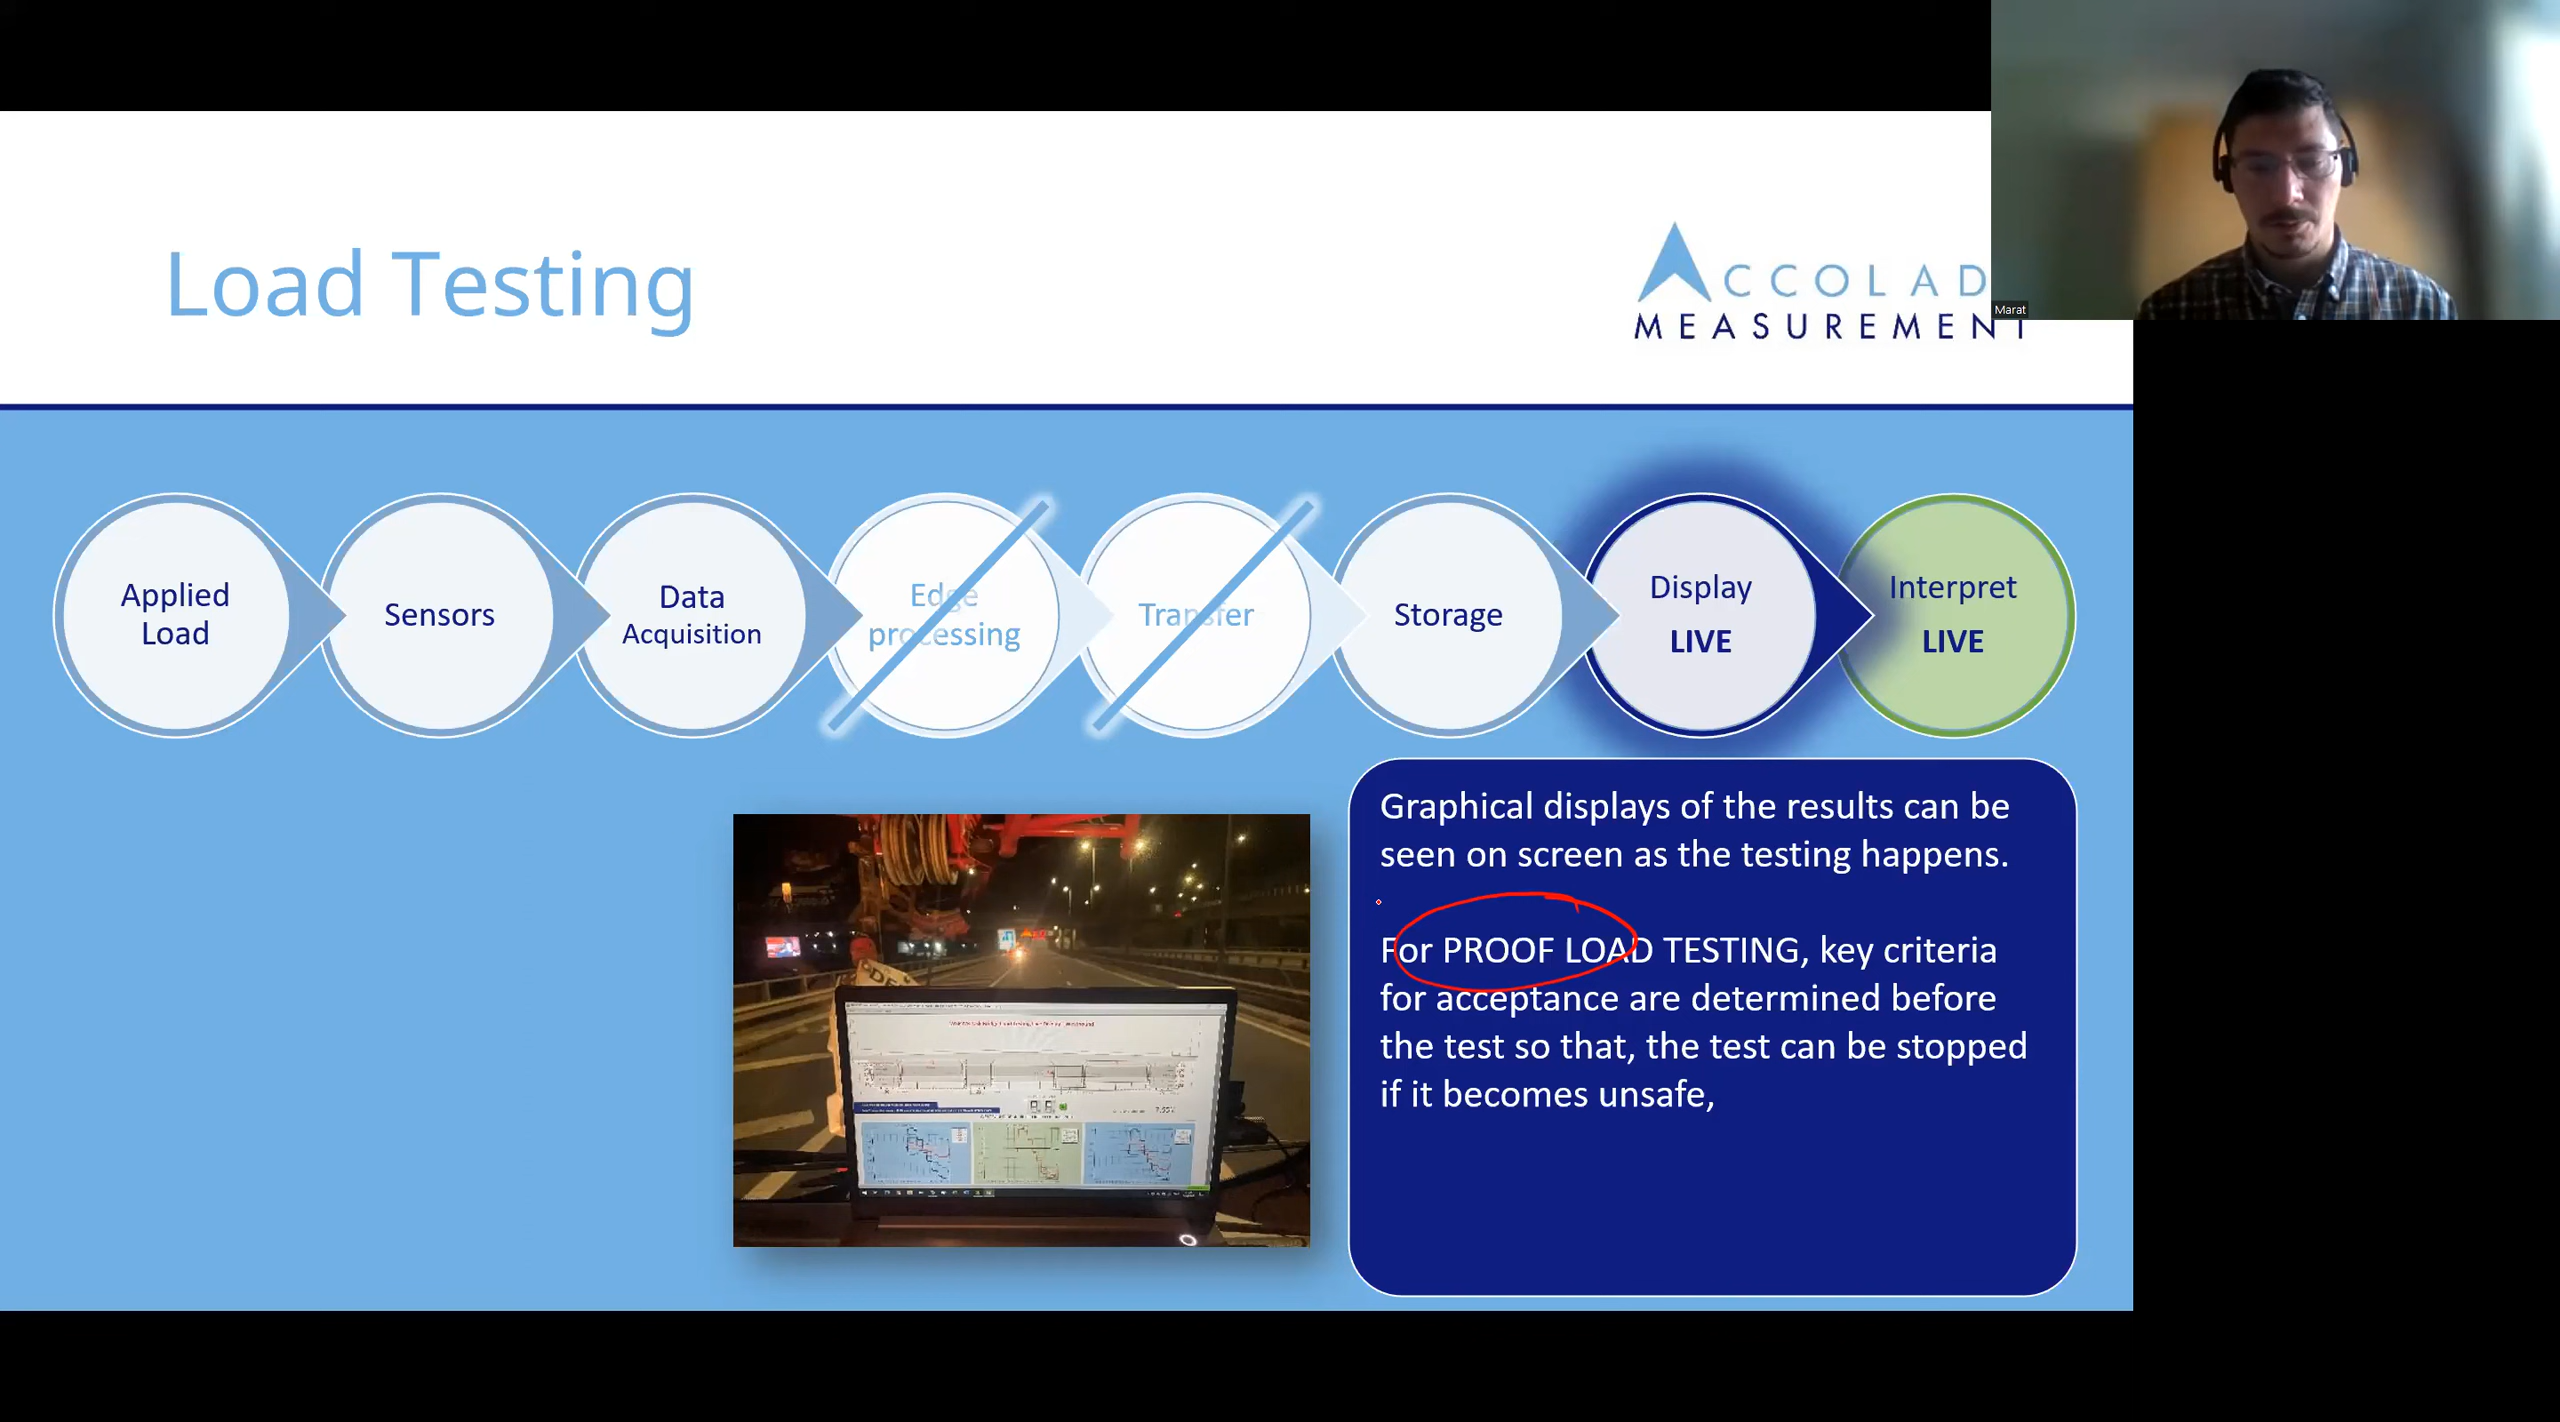 Load Testing
ACCOLAD
MEASUREMENT
Marat
Applied
Load
Sensors
Data
Acquisition
Edge
processing
Transfer
Storage
Display
LIVE
Interpret
LIVE
Graphical displays of the results can be
seen on screen as the testing happens.
For PROOF LOAD TESTING, key criteria
for acceptance are determined before
the test so that, the test can be stopped
if it becomes unsafe,